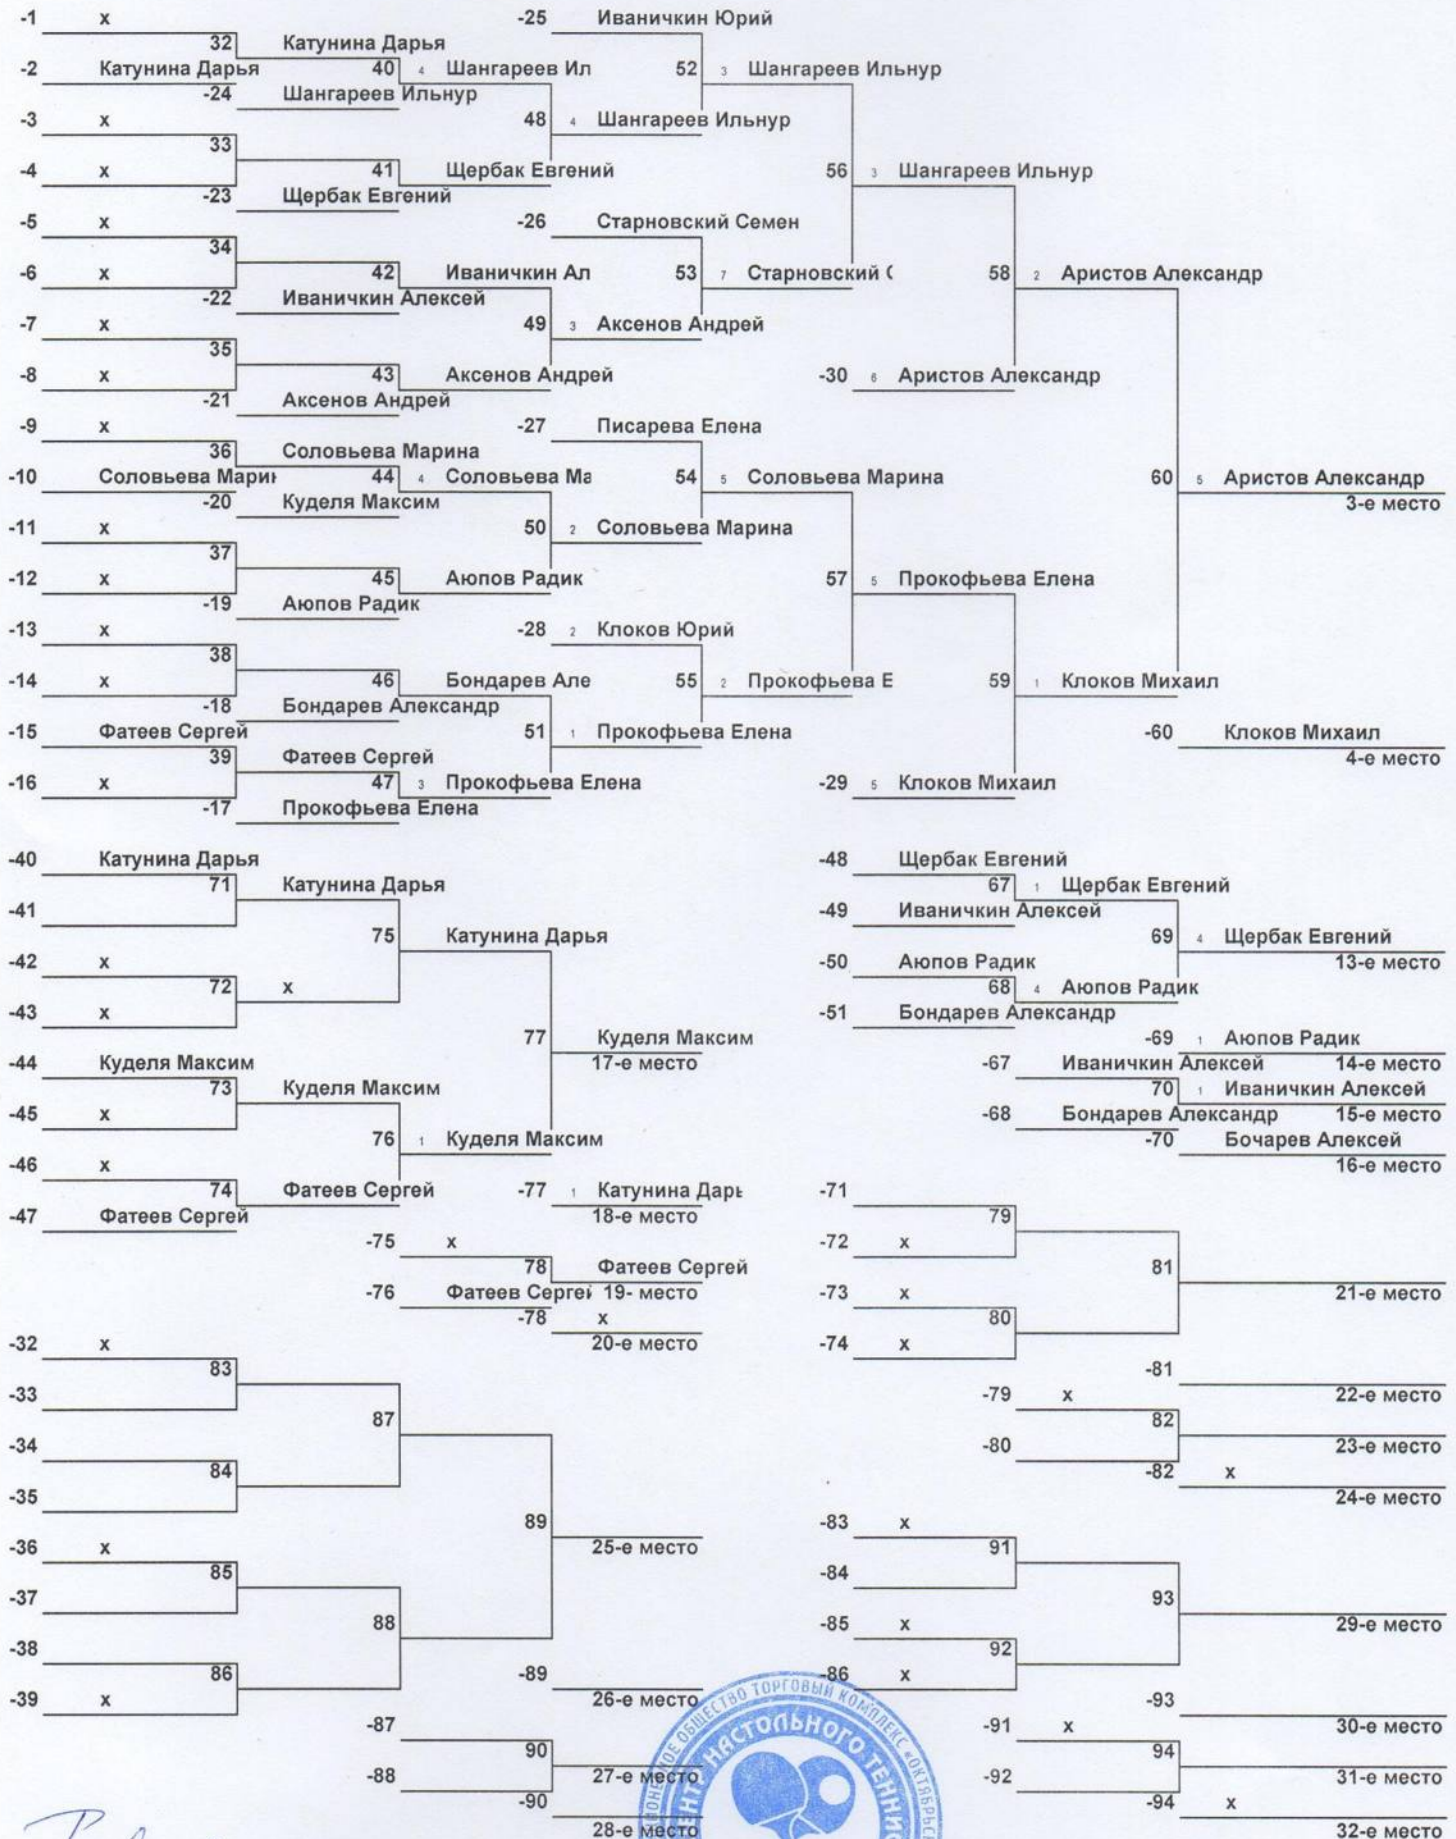 -1 x -25 Иваничкин Юрий
32 Катунина Дарья
-2 Катунина Дарья 40 4 Шангареев Ил 52 3 Шангареев Ильнур
-24 Шангареев Ильнур
-3 x 48 4 Шангареев Ильнур
33
-4 x 41 Щербак Евгений 56 3 Шангареев Ильнур
-23 Щербак Евгений
-5 x -26 Старновский Семен
34
-6 x 42 Иваничкин Ал 53 7 Старновский ( 58 2 Аристов Александр
-22 Иваничкин Алексей
-7 x 49 3 Аксенов Андрей
35
-8 x 43 Аксенов Андрей -30 6 Аристов Александр
-21 Аксенов Андрей
-9 x -27 Писарева Елена
36 Соловьева Марина
-10 Соловьева Марин 44 4 Соловьева Ма 54 5 Соловьева Марина 60 5 Аристов Александр
-20 Куделя Максим 3-е место
-11 x 50 2 Соловьева Марина
37
-12 x 45 Аюпов Радик 57 5 Прокофьева Елена
-19 Аюпов Радик
-13 x -28 2 Клоков Юрий
38
-14 x 46 Бондарев Але 55 2 Прокофьева Е 59 1 Клоков Михаил
-18 Бондарев Александр
-15 Фатеев Сергей 51 1 Прокофьева Елена -60 Клоков Михаил
39 Фатеев Сергей 4-е место
-16 x 47 3 Прокофьева Елена -29 5 Клоков Михаил
-17 Прокофьева Елена
-40 Катунина Дарья -48 Щербак Евгений
71 Катунина Дарья 67 1 Щербак Евгений
-41 -49 Иваничкин Алексей
75 Катунина Дарья 69 4 Щербак Евгений
-42 x -50 Аюпов Радик 13-е место
72 x 68 4 Аюпов Радик
-43 x -51 Бондарев Александр
77 Куделя Максим -69 1 Аюпов Радик
-44 Куделя Максим 17-е место -67 Иваничкин Алексей 14-е место
73 Куделя Максим 70 1 Иваничкин Алексей
-45 x -68 Бондарев Александр 15-е место
76 1 Куделя Максим -70 Бочарев Алексей
-46 x 16-е место
74 Фатеев Сергей -77 1 Катунина Дарь -71
-47 Фатеев Сергей 18-е место 79
-75 x -72 x
78 Фатеев Сергей 81
-76 Фатеев Сергей 19- место -73 x 21-е место
-78 x 80
-32 x 20-е место -74 x
83 -81
-33 -79 x 22-е место
87 82
-34 -80 23-е место
84 -82 x
-35 24-е место
89 -83 x
-36 x 25-е место 91
85 -84
-37 93
88 -85 x 29-е место
-38 92
86 -89 -86 x
-39 x 26-е место -93
-87 -91 x 30-е место
90 94
-88 27-е место -92 31-е место
-90 -94 x
28-е место 32-е место
ОБЩЕСТВО ТОРГОВЫЙ КОМПЛЕКС
НАСТОЛЬНОГО